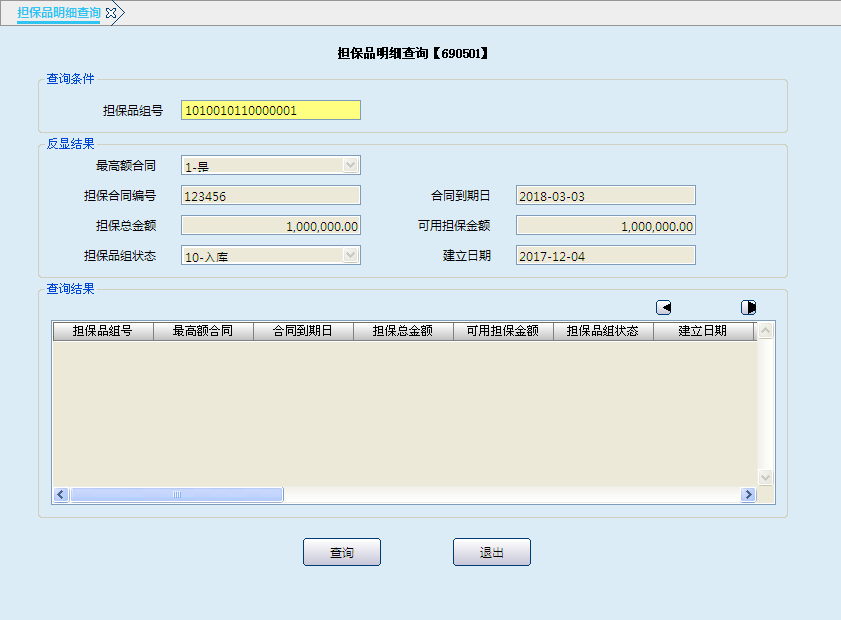 担保品明细查询
担保品明细查询【690501】
查询条件
担保品组号 1010010110000001
反显结果
最高额合同 1-是
担保合同编号 123456 合同到期日 2018-03-03
担保总金额 1,000,000.00 可用担保金额 1,000,000.00
担保品组状态 10-入库 建立日期 2017-12-04
查询结果
担保品组号 最高额合同 合同到期日 担保总金额 可用担保金额 担保品组状态 建立日期
查询 退出